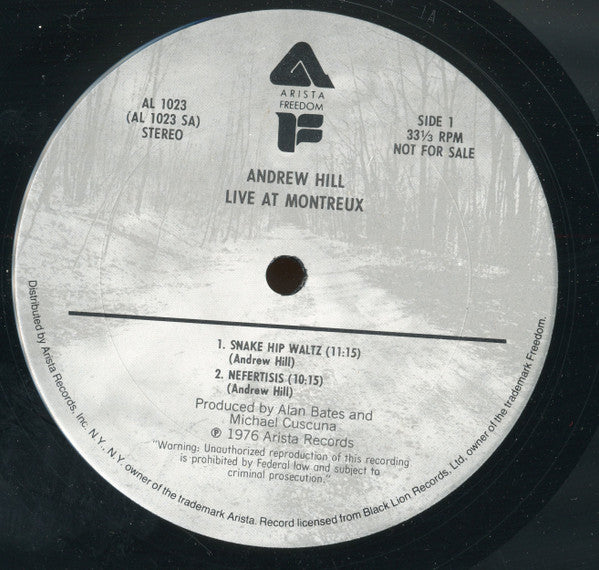 ARISTA
FREEDOM
F
AL 1023
(AL 1023 SA)
STEREO
SIDE 1
33⅓ RPM
NOT FOR SALE
ANDREW HILL
LIVE AT MONTREUX
1. SNAKE HIP WALTZ (11:15)
(Andrew Hill)
2. NEFERTISIS (10:15)
(Andrew Hill)
Produced by Alan Bates and
Michael Cuscuna
℗ 1976 Arista Records
"Warning: Unauthorized reproduction of this recording
is prohibited by Federal law and subject to
criminal prosecution."
Distributed by Arista Records, Inc. N.Y., N.Y. owner of the trademark Arista. Record licensed from Black Lion Records, Ltd. owner of the trademark Freedom.